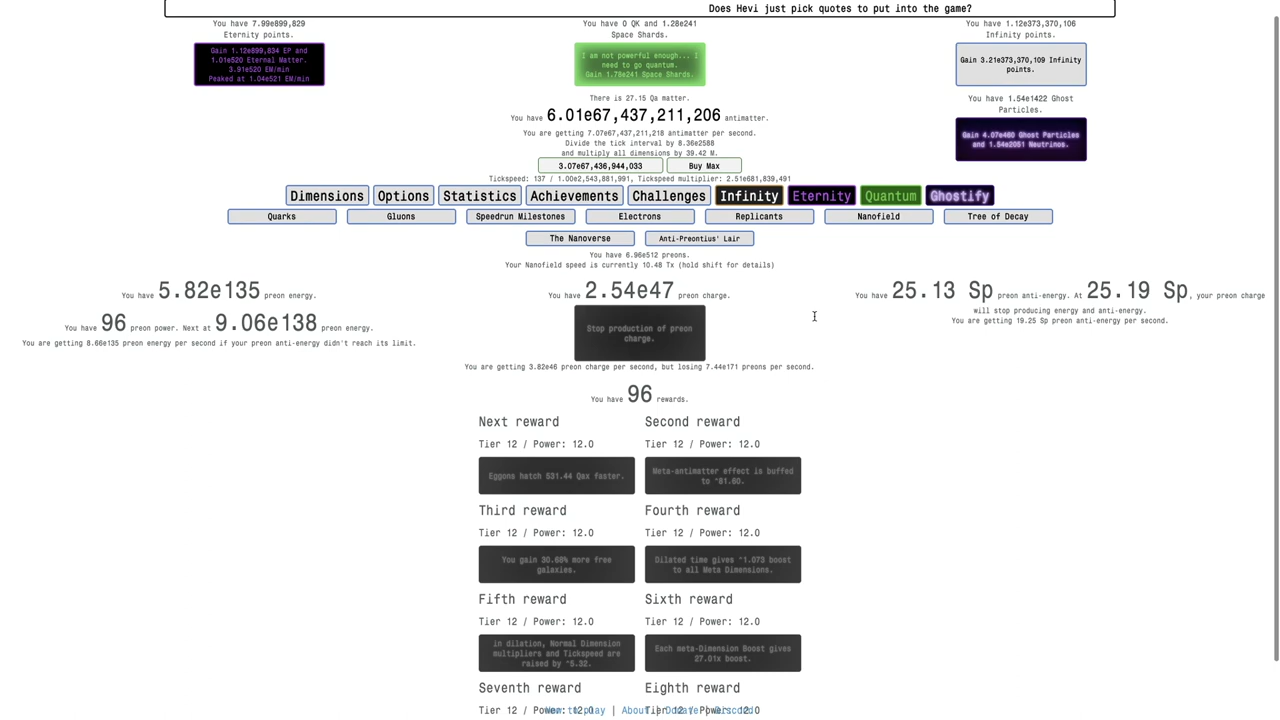 Does Hevi just pick quotes to put into the game?
You have 7.99e899,829
Eternity points.
Gain 1.12e899,834 EP and
1.01e520 Eternal Matter.
3.91e520 EM/min
Peaked at 1.04e521 EM/min
You have 0 QK and 1.28e241
Space Shards.
I am not powerful enough... I
need to go quantum.
Gain 1.78e241 Space Shards.
You have 1.12e373,370,106
Infinity points.
Gain 3.21e373,370,109 Infinity
points.
There is 27.15 Qa matter.
You have 6.01e67,437,211,206 antimatter.
You are getting 7.07e67,437,211,218 antimatter per second.
Divide the tick interval by 8.36e2588
and multiply all dimensions by 39.42 M.
3.07e67,436,944,033
Buy Max
Tickspeed: 137 / 1.00e2,543,881,991, Tickspeed multiplier: 2.51e681,839,491
You have 1.54e1422 Ghost
Particles.
Gain 4.07e460 Ghost Particles
and 1.54e2051 Neutrinos.
Dimensions Options Statistics Achievements Challenges Infinity Eternity Quantum Ghostify
Quarks Gluons Speedrun Milestones Electrons Replicants Nanofield Tree of Decay
The Nanoverse Anti-Preontius' Lair
You have 6.96e512 preons.
Your Nanofield speed is currently 10.48 Tx (hold shift for details)
You have 5.82e135 preon energy.
You have 96 preon power. Next at 9.06e138 preon energy.
You are getting 8.66e135 preon energy per second if your preon anti-energy didn't reach its limit.
You have 2.54e47 preon charge.
Stop production of preon
charge.
You are getting 3.82e46 preon charge per second, but losing 7.44e171 preons per second.
You have 25.13 Sp preon anti-energy. At 25.19 Sp, your preon charge
will stop producing energy and anti-energy.
You are getting 19.25 Sp preon anti-energy per second.
You have 96 rewards.
Next reward
Tier 12 / Power: 12.0
Eggons hatch 531.44 Qax faster.
Second reward
Tier 12 / Power: 12.0
Meta-antimatter effect is buffed
to ^81.60.
Third reward
Tier 12 / Power: 12.0
You gain 30.68% more free
galaxies.
Fourth reward
Tier 12 / Power: 12.0
Dilated time gives ^1.073 boost
to all Meta Dimensions.
Fifth reward
Tier 12 / Power: 12.0
in dilation, Normal Dimension
multipliers and Tickspeed are
raised by ^5.32.
Sixth reward
Tier 12 / Power: 12.0
Each meta-Dimension Boost gives
27.01x boost.
Seventh reward
Tier 12 / Power: 12.0
Eighth reward
Tier 12 / Power: 12.0
How to play | About | Donate | Discord